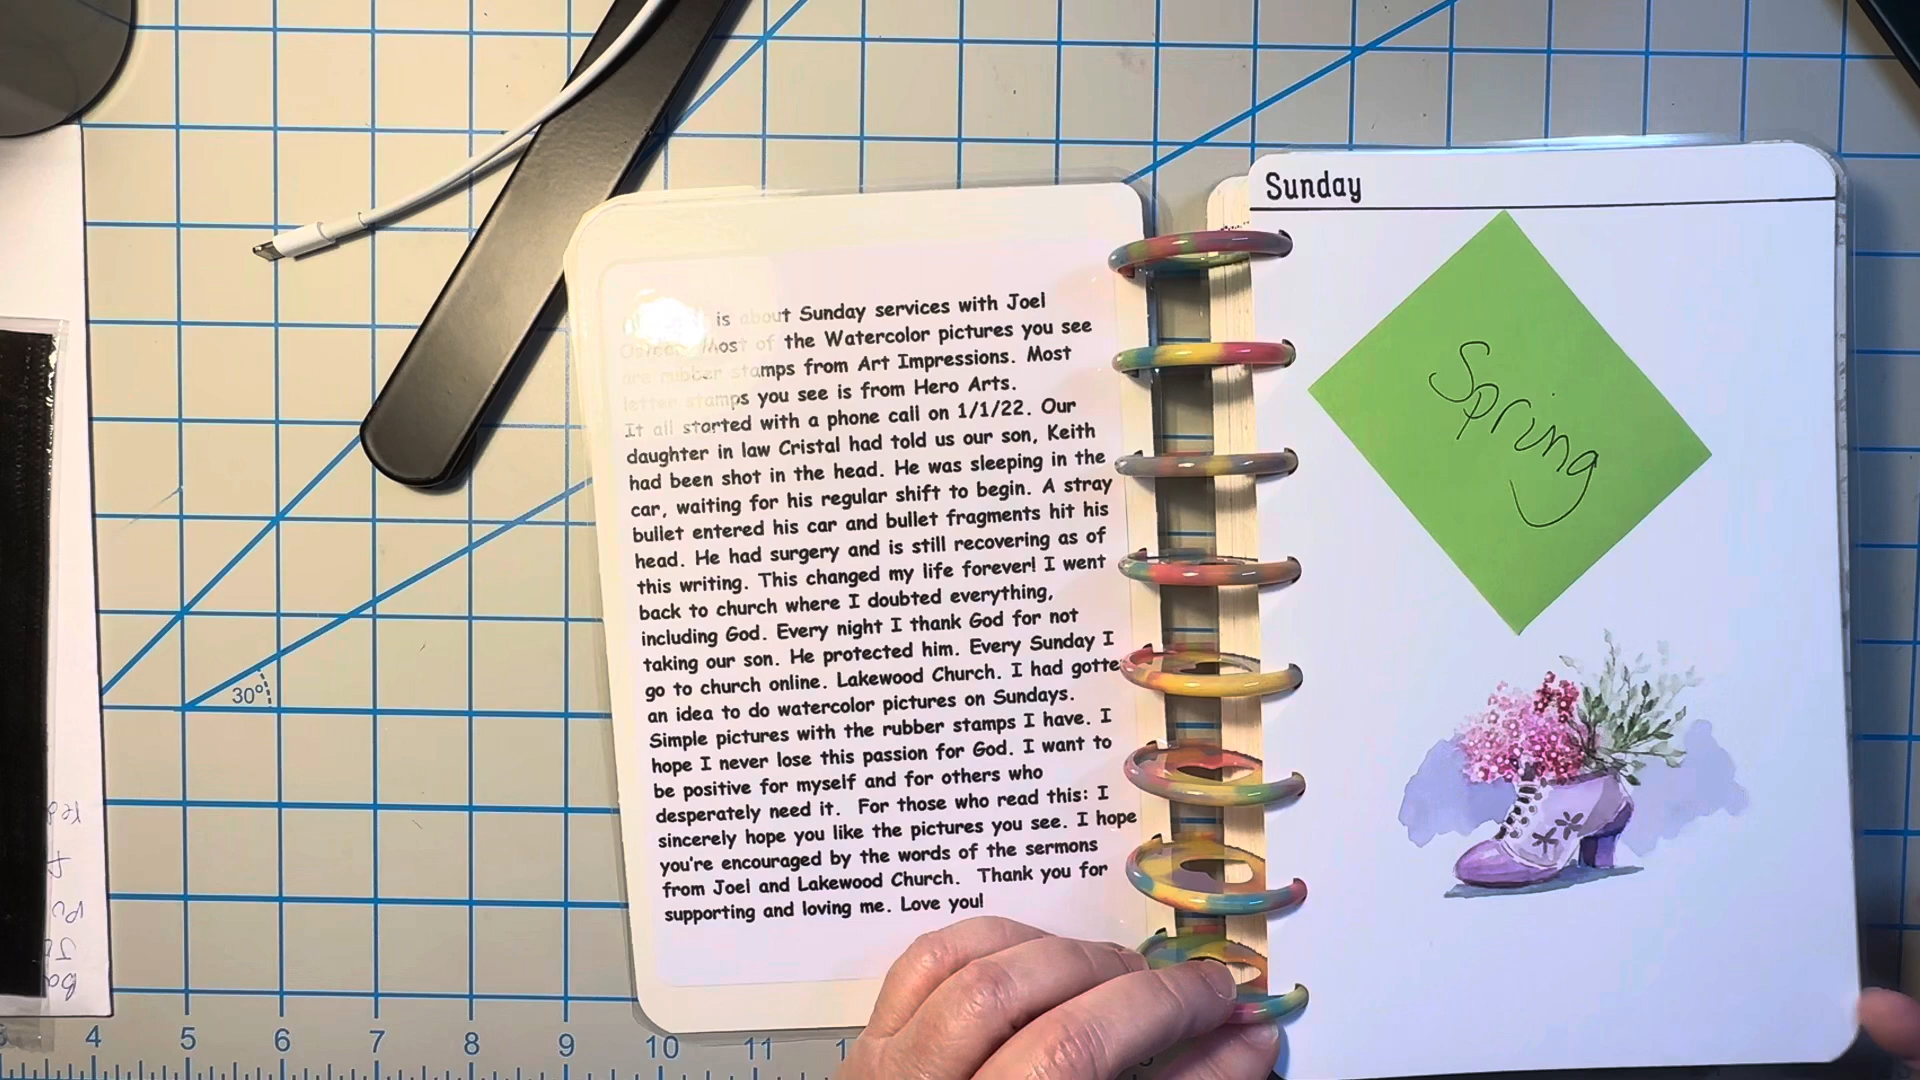 is about Sunday services with Joel
Most of the Watercolor pictures you see
are rubber stamps from Art Impressions. Most
letter stamps you see is from Hero Arts.
It all started with a phone call on 1/1/22. Our
daughter in law Cristal had told us our son, Keith
had been shot in the head. He was sleeping in the
car, waiting for his regular shift to begin. A stray
bullet entered his car and bullet fragments hit his
head. He had surgery and is still recovering as of
this writing. This changed my life forever! I went
back to church where I doubted everything,
including God. Every night I thank God for not
taking our son. He protected him. Every Sunday I
go to church online. Lakewood Church. I had gotte
an idea to do watercolor pictures on Sundays.
Simple pictures with the rubber stamps I have. I
hope I never lose this passion for God. I want to
be positive for myself and for others who
desperately need it. For those who read this: I
sincerely hope you like the pictures you see. I hope
you're encouraged by the words of the sermons
from Joel and Lakewood Church. Thank you for
supporting and loving me. Love you!
Sunday
Spring
30°
4 5 6 7 8 9 10 11